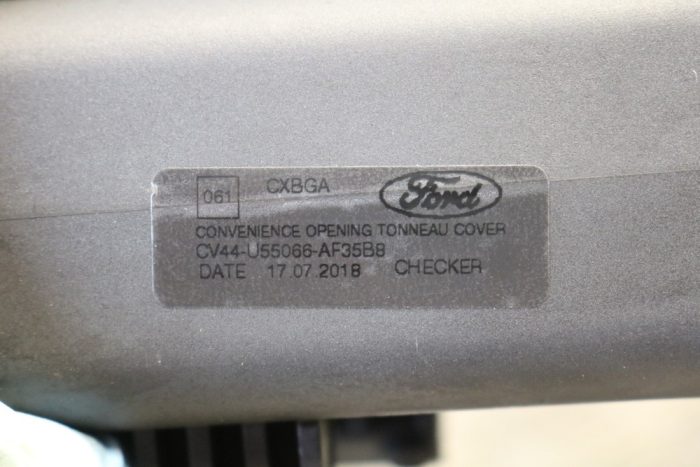 061 CXBGA Ford
CONVENIENCE OPENING TONNEAU COVER
CV44-U55066-AF35B8
DATE 17.07.2018 CHECKER